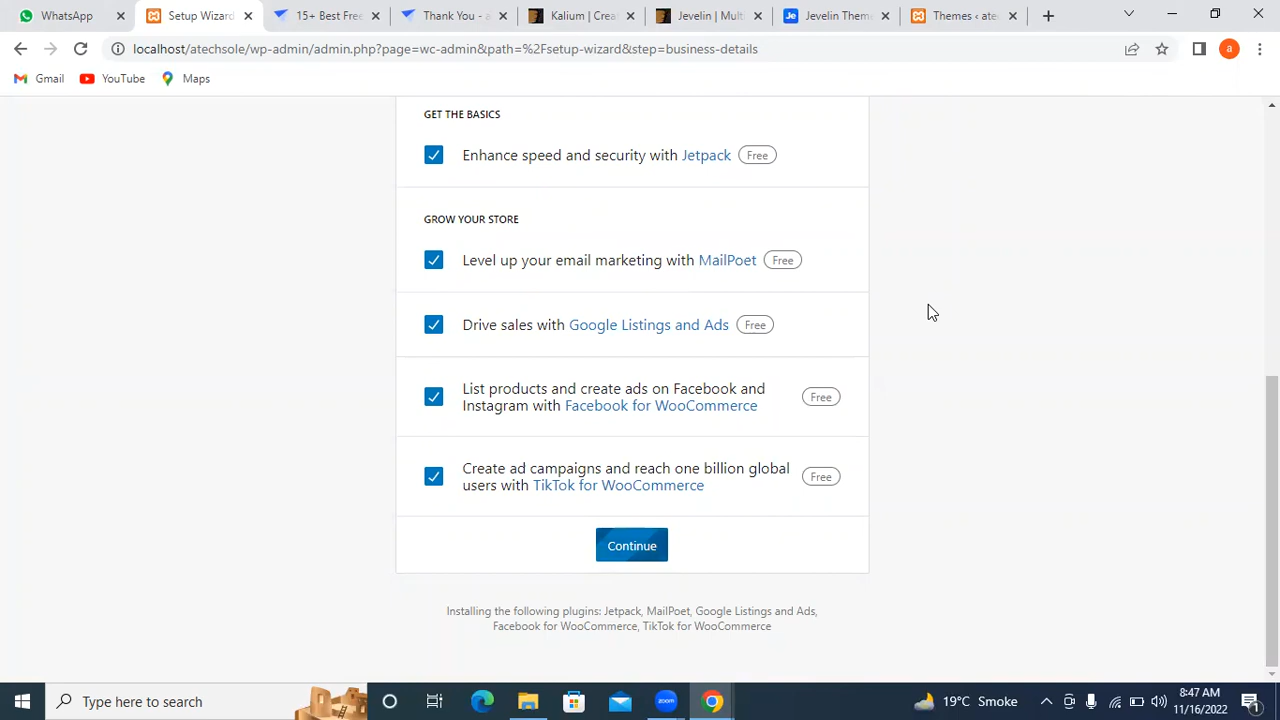 WhatsApp
Setup Wizard
15+ Best Fre
Thank You - a
Kalium | Crea
Jevelin | Mult
Je
Jevelin Them
Themes ‹ ate
localhost/atechsole/wp-admin/admin.php?page=wc-admin&path=%2Fsetup-wizard&step=business-details
a
Gmail
YouTube
Maps
GET THE BASICS
Enhance speed and security with Jetpack Free
GROW YOUR STORE
Level up your email marketing with MailPoet Free
Drive sales with Google Listings and Ads Free
List products and create ads on Facebook and
Instagram with Facebook for WooCommerce
Free
Create ad campaigns and reach one billion global
users with TikTok for WooCommerce
Free
Continue
Installing the following plugins: Jetpack, MailPoet, Google Listings and Ads,
Facebook for WooCommerce, TikTok for WooCommerce
Type here to search
zoom
19°C Smoke
8:47 AM
11/16/2022
1